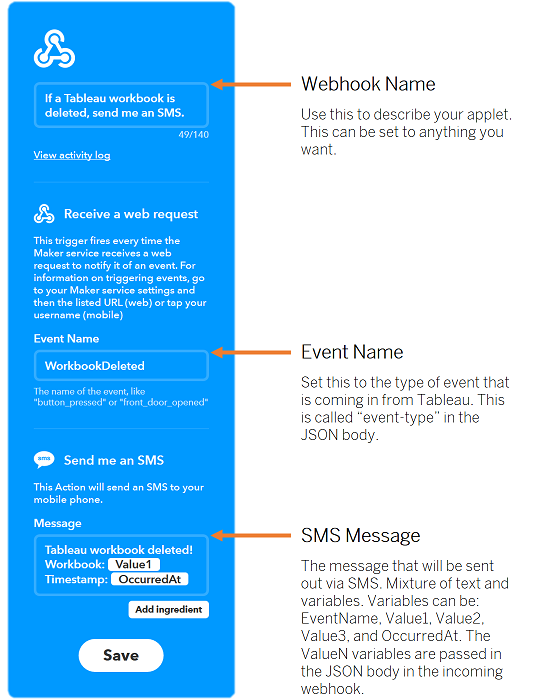 If a Tableau workbook is
deleted, send me an SMS.
49/140
View activity log
Receive a web request
This trigger fires every time the
Maker service receives a web
request to notify it of an event. For
information on triggering events, go
to your Maker service settings and
then the listed URL (web) or tap your
username (mobile)
Event Name
WorkbookDeleted
The name of the event, like
"button_pressed" or "front_door_opened"
sms
Send me an SMS
This Action will send an SMS to your
mobile phone.
Message
Tableau workbook deleted!
Workbook: Value1
Timestamp: OccurredAt
Add ingredient
Save
Webhook Name
Use this to describe your applet.
This can be set to anything you
want.
Event Name
Set this to the type of event that
is coming in from Tableau. This
is called “event-type” in the
JSON body.
SMS Message
The message that will be sent
out via SMS. Mixture of text and
variables. Variables can be:
EventName, Value1, Value2,
Value3, and OccurredAt. The
ValueN variables are passed in
the JSON body in the incoming
webhook.